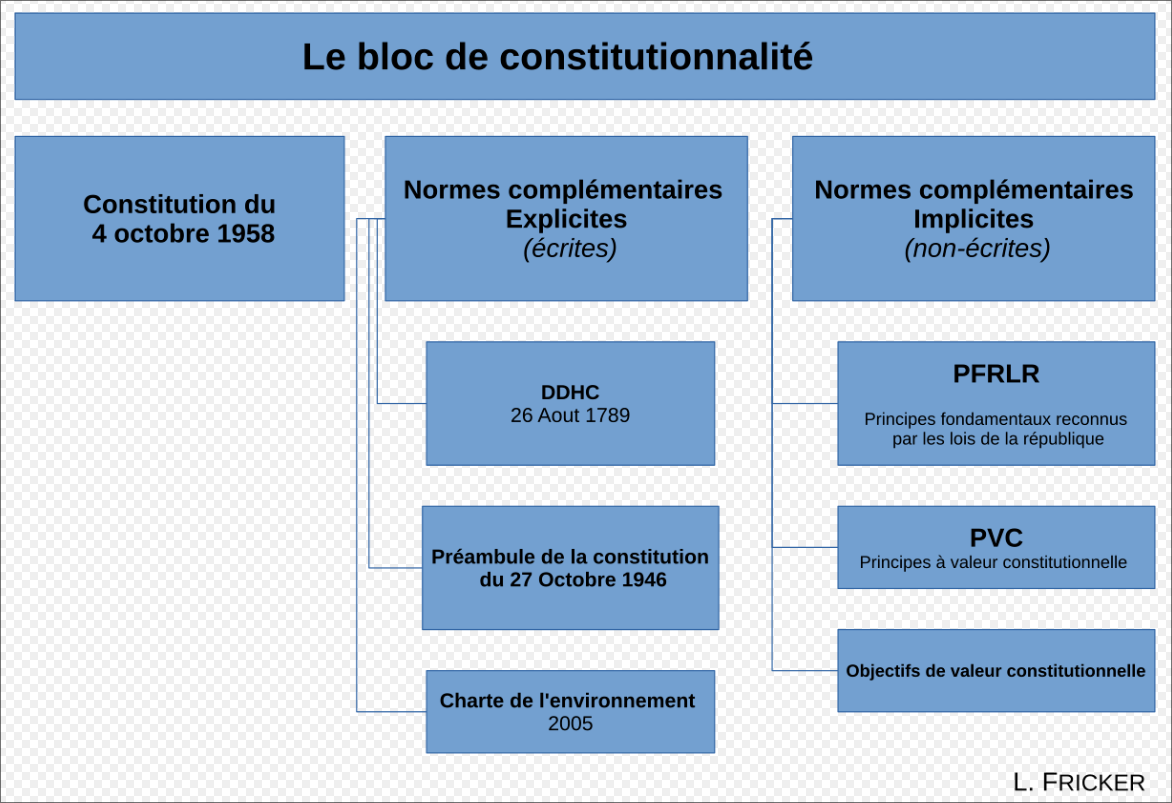 Le bloc de constitutionnalité
Constitution du
4 octobre 1958
Normes complémentaires
Explicites
(écrites)
DDHC
26 Aout 1789
Préambule de la constitution
du 27 Octobre 1946
Charte de l'environnement
2005
Normes complémentaires
Implicites
(non-écrites)
PFRLR
Principes fondamentaux reconnus
par les lois de la république
PVC
Principes à valeur constitutionnelle
Objectifs de valeur constitutionnelle
L. FRICKER